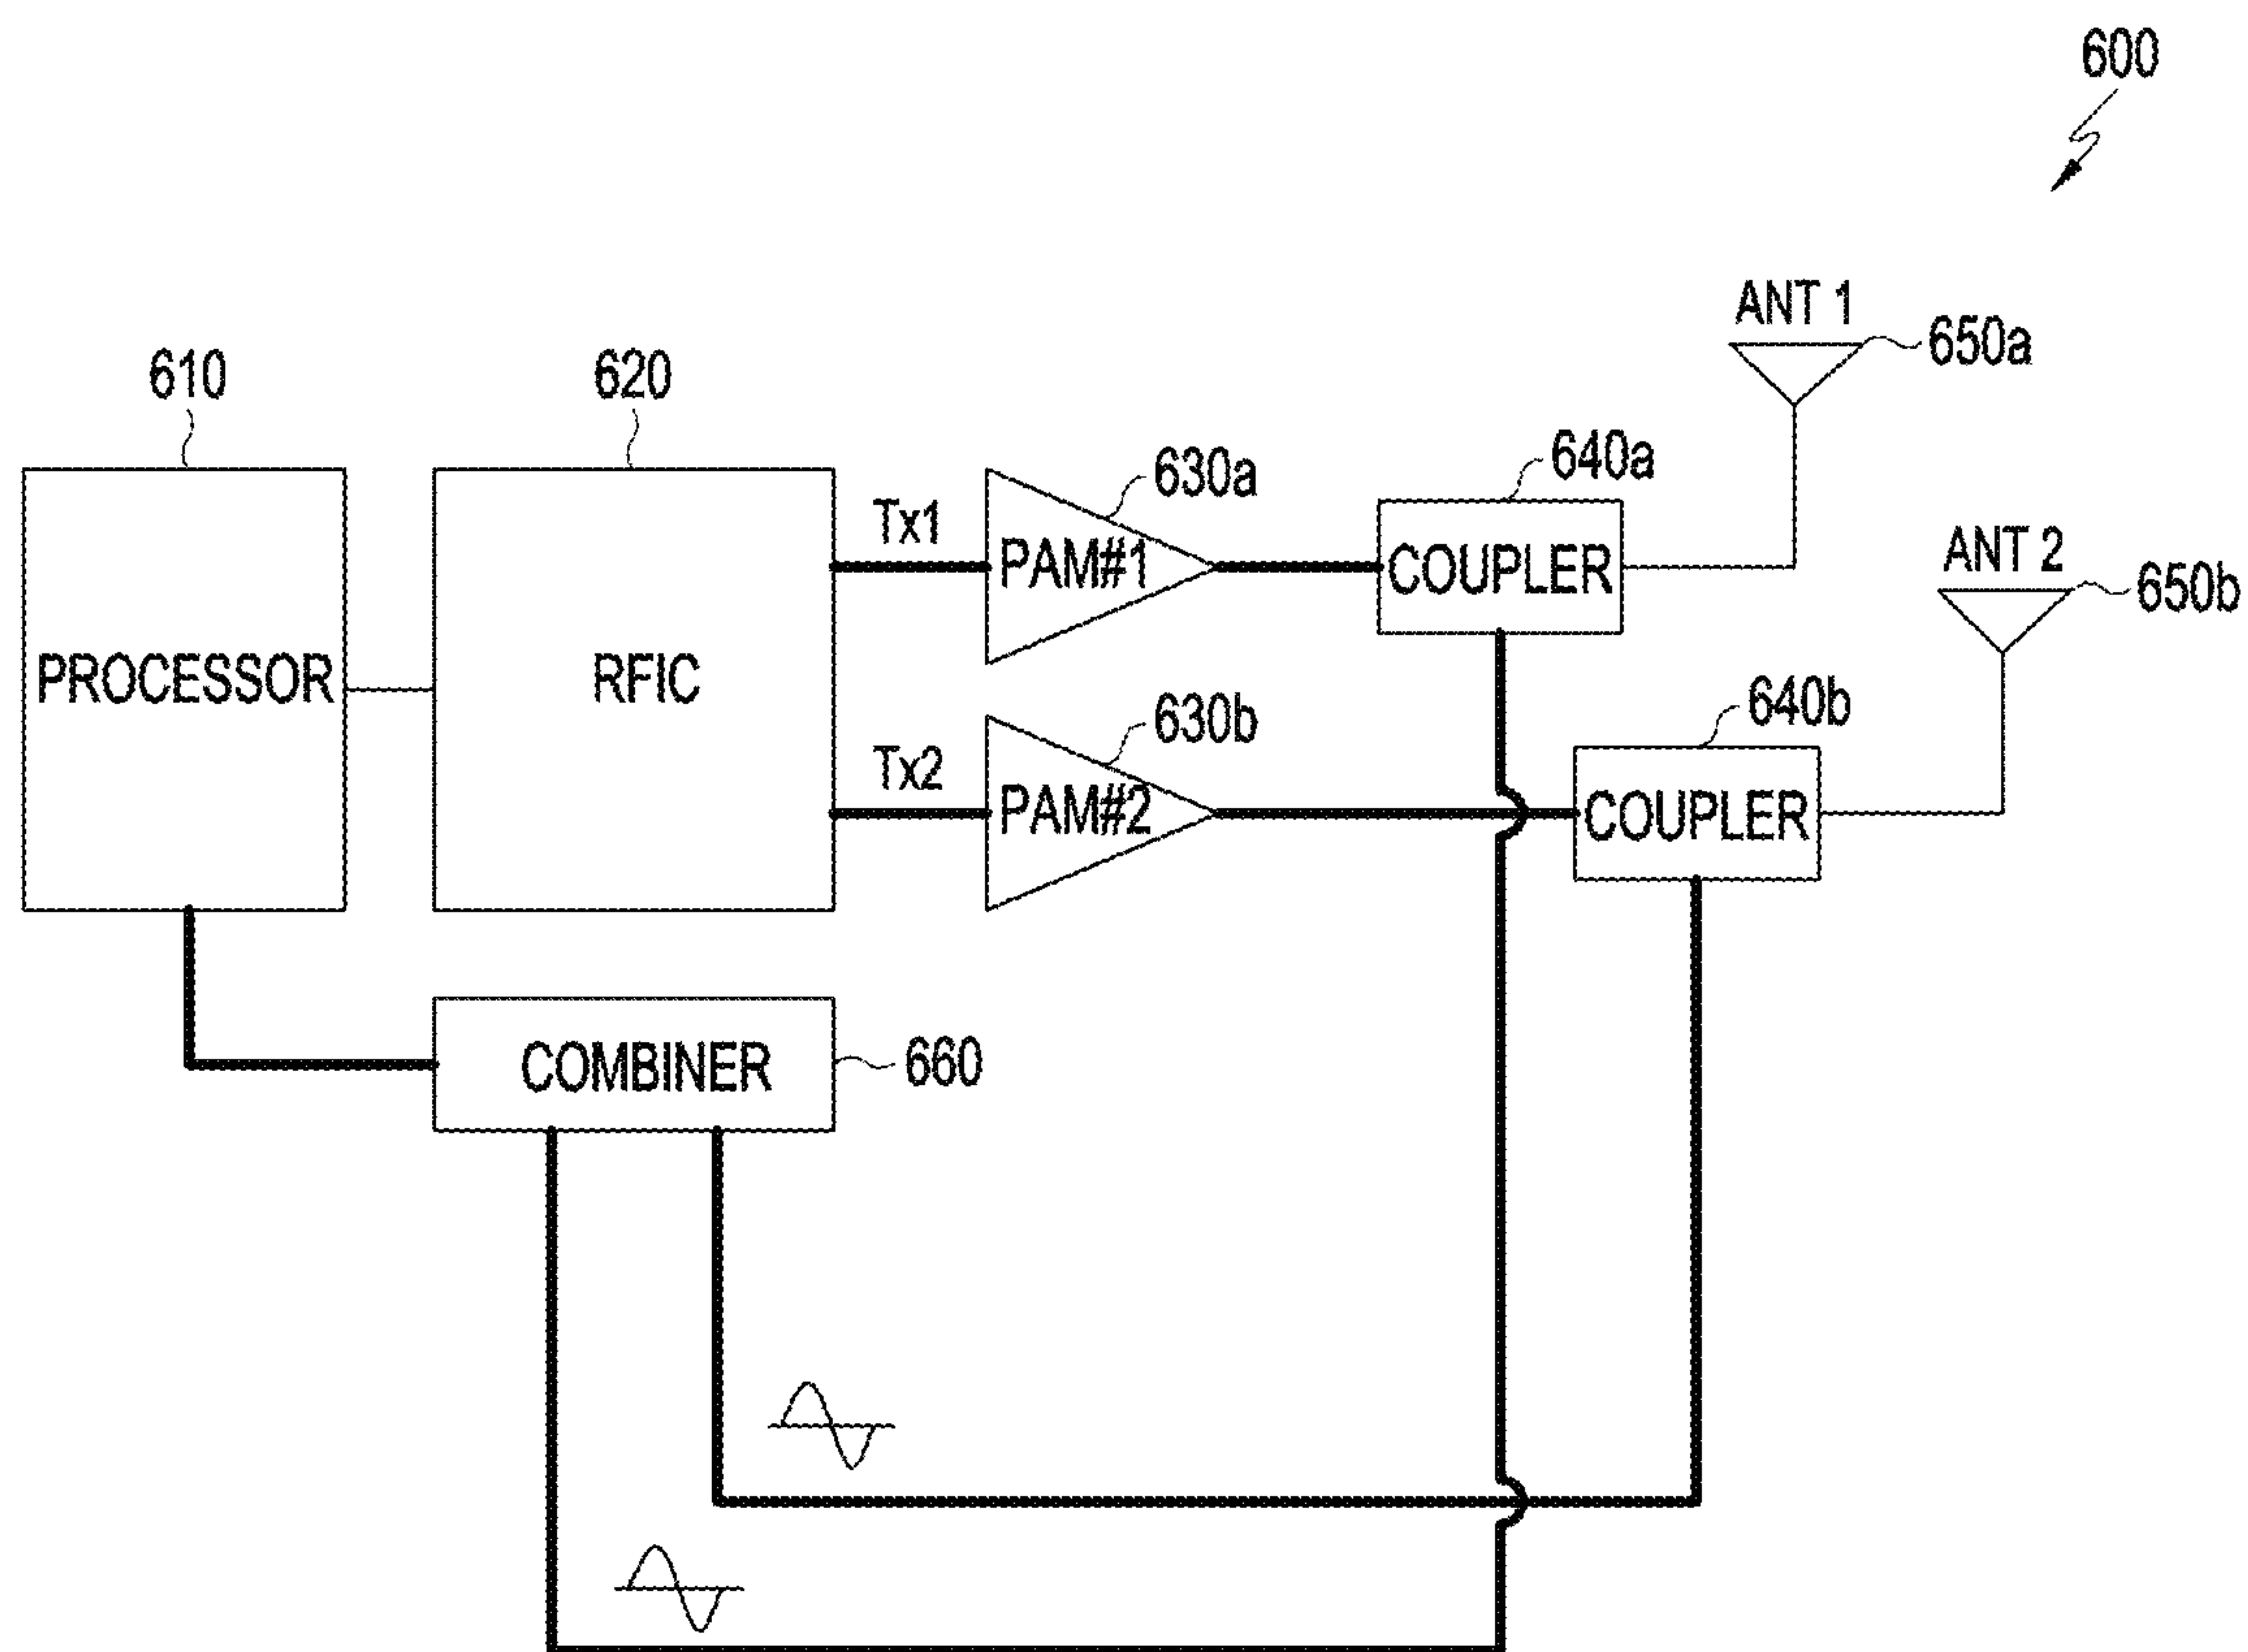 600
ANT 1
650a
610
620
630a
640a
Tx1
PAM#1
COUPLER
ANT 2
650b
PROCESSOR
RFIC
630b
640b
Tx2
PAM#2
COUPLER
COMBINER
660